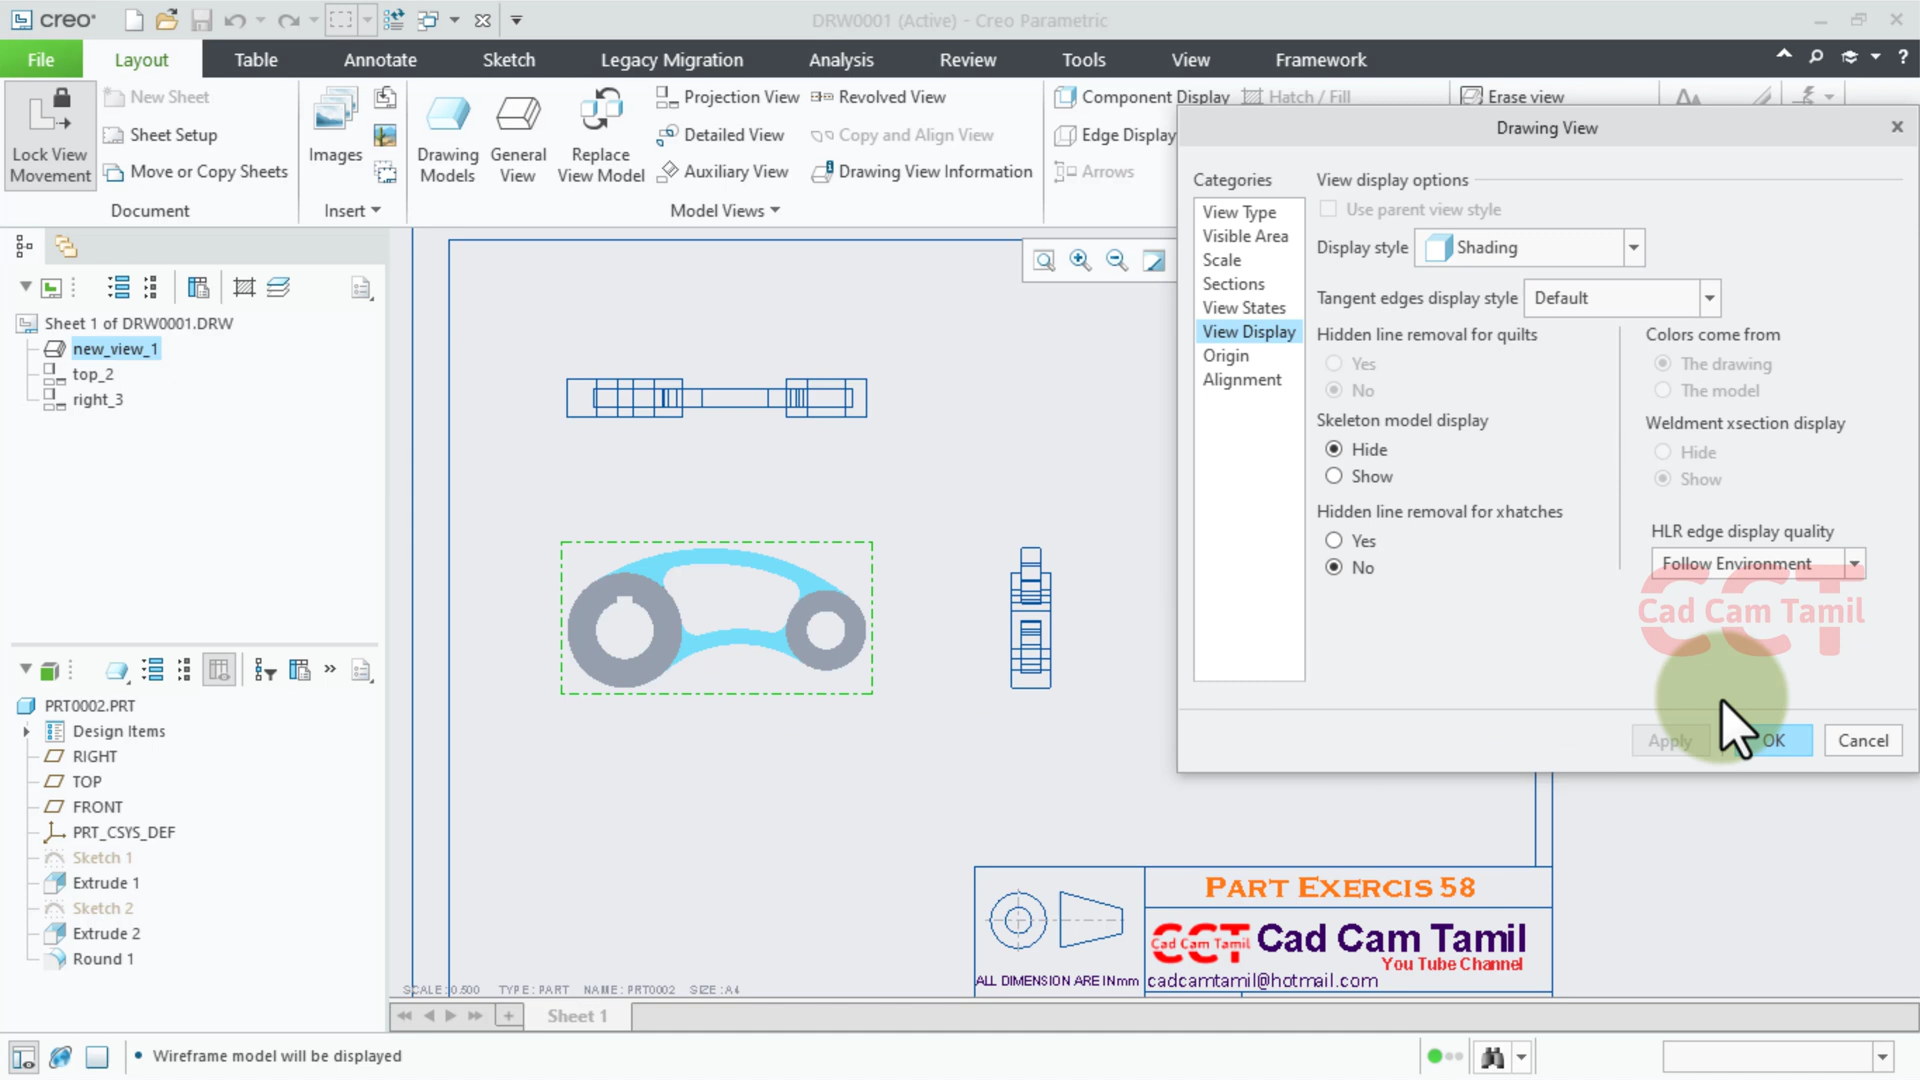 creo
DRW0001 (Active) - Creo Parametric
File
Layout
Table
Annotate
Sketch
Legacy Migration
Analysis
Review
Tools
View
Framework
Lock View
Movement
New Sheet
Sheet Setup
Move or Copy Sheets
Document
Images
Insert
Drawing
Models
General
View
Replace
View Model
Projection View
Detailed View
Auxiliary View
Revolved View
Copy and Align View
Drawing View Information
Model Views
Component Display
Edge Display
Arrows
Hatch / Fill
Erase view
Sheet 1 of DRW0001.DRW
new_view_1
top_2
right_3
PRT0002.PRT
Design Items
RIGHT
TOP
FRONT
PRT_CSYS_DEF
Sketch 1
Extrude 1
Sketch 2
Extrude 2
Round 1
Drawing View
Categories
View Type
Visible Area
Scale
Sections
View States
View Display
Origin
Alignment
View display options
Use parent view style
Display style
Shading
Tangent edges display style
Default
Hidden line removal for quilts
Yes
No
Skeleton model display
Hide
Show
Hidden line removal for xhatches
Yes
No
Colors come from
The drawing
The model
Weldment xsection display
Hide
Show
HLR edge display quality
Follow Environment
CCT
Cad Cam Tamil
Apply
OK
Cancel
PART EXERCIS 58
CCT
Cad Cam Tamil
Cad Cam Tamil
You Tube Channel
ALL DIMENSION ARE IN mm
cadcamtamil@hotmail.com
SCALE : 0.500 TYPE : PART NAME : PRT0002 SIZE : A4
Sheet 1
• Wireframe model will be displayed